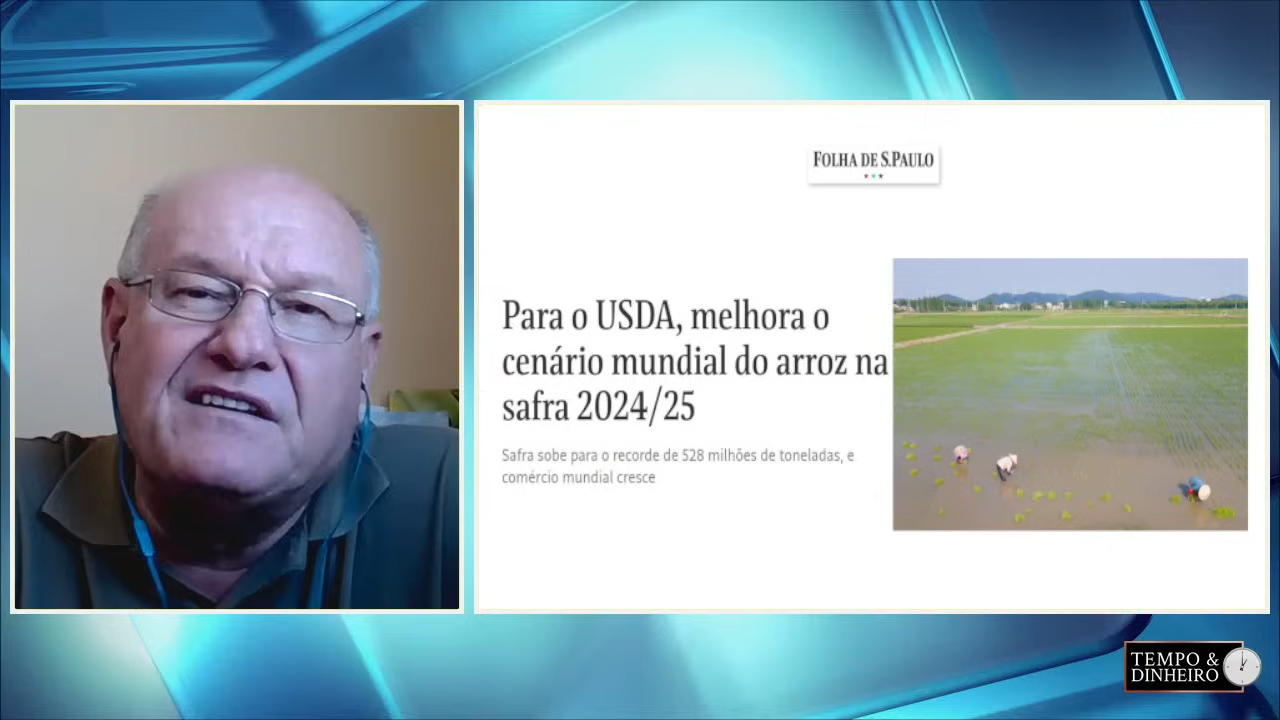 FOLHA DE S.PAULO
Para o USDA, melhora o
cenário mundial do arroz na
safra 2024/25
Safra sobe para o recorde de 528 milhões de toneladas, e
comércio mundial cresce
TEMPO &
DINHEIRO